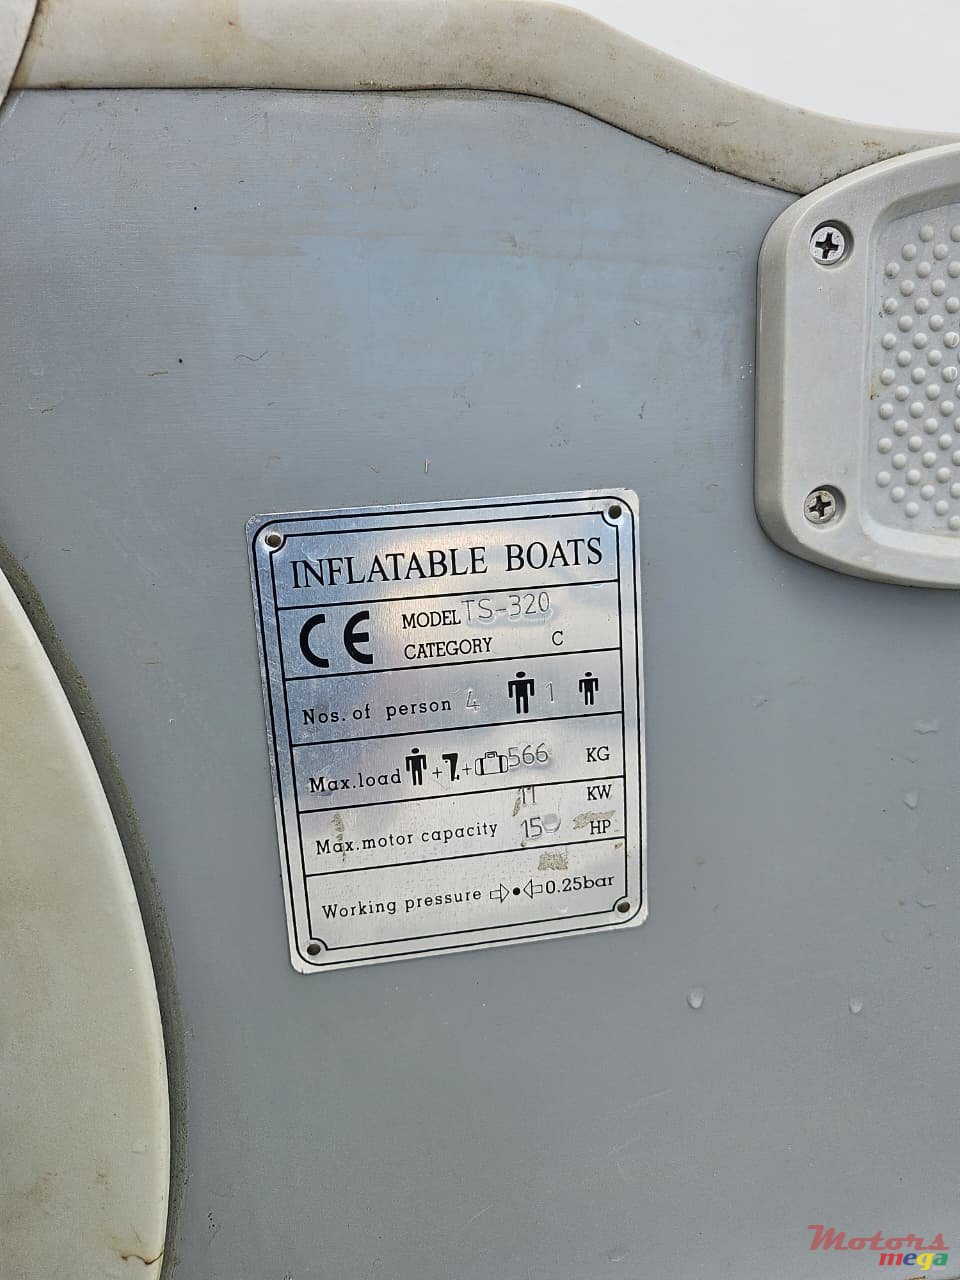 INFLATABLE BOATS
CE MODEL TS-320
CATEGORY C
Nos. of person 4 1
Max.load + + 566 KG
11 KW
Max.motor capacity 15 HP
Working pressure 0.25bar
Motors
mega